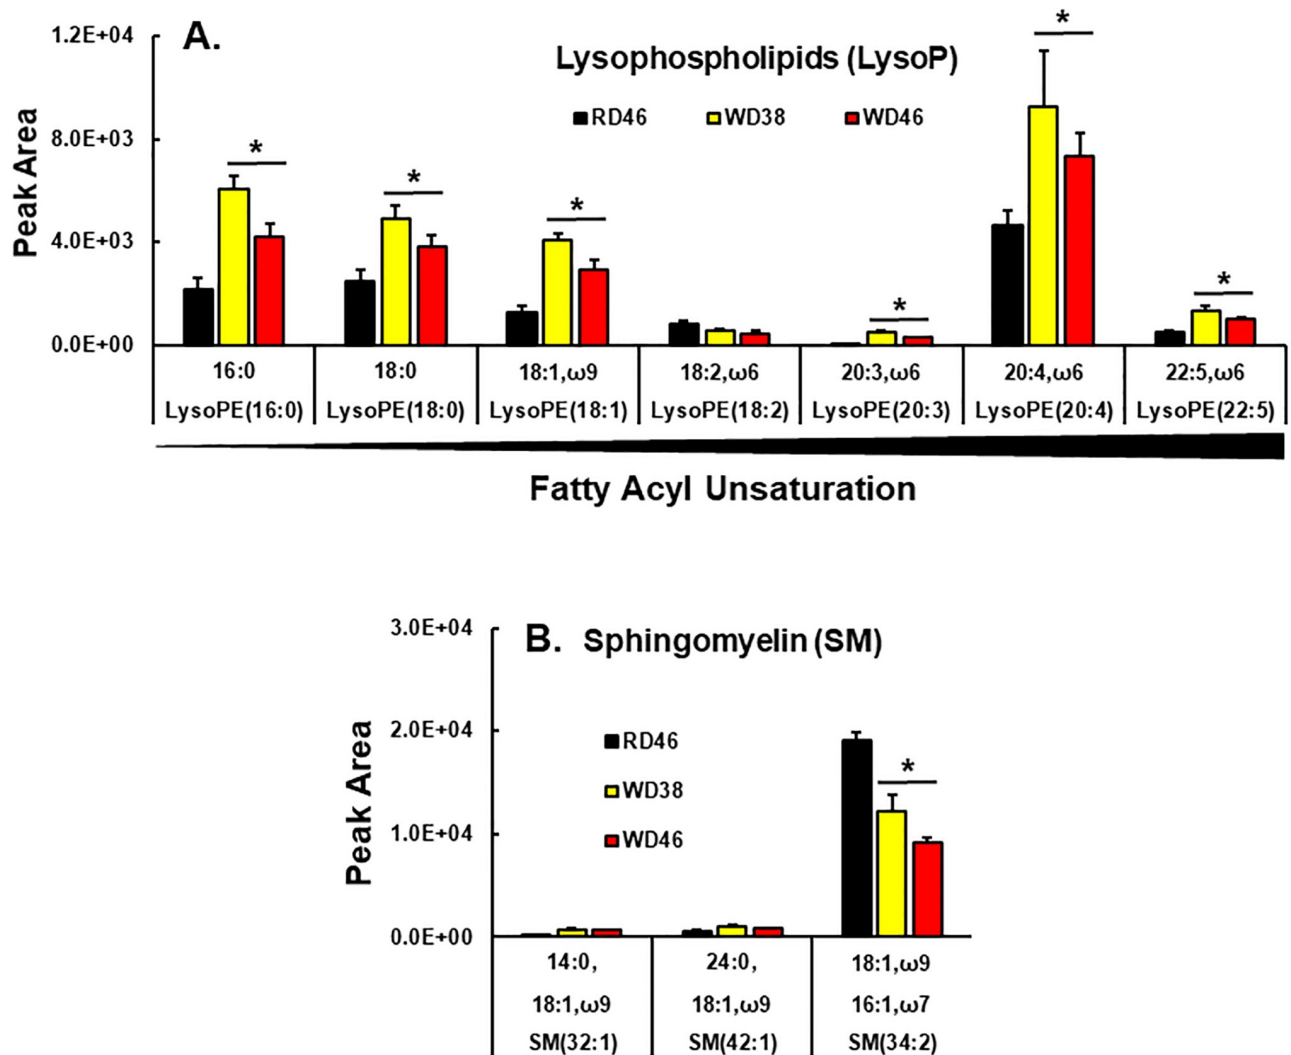 A.
Lysophospholipids (LysoP)
RD46 WD38 WD46
Peak Area
1.2E+04
8.0E+03
4.0E+03
0.0E+00
* * * * * *
16:0 18:0 18:1,ω9 18:2,ω6 20:3,ω6 20:4,ω6 22:5,ω6
LysoPE(16:0) LysoPE(18:0) LysoPE(18:1) LysoPE(18:2) LysoPE(20:3) LysoPE(20:4) LysoPE(22:5)
Fatty Acyl Unsaturation
B. Sphingomyelin (SM)
Peak Area
3.0E+04
2.0E+04
1.0E+04
0.0E+00
RD46
WD38
WD46
*
14:0, 24:0, 18:1,ω9
18:1,ω9 18:1,ω9 16:1,ω7
SM(32:1) SM(42:1) SM(34:2)